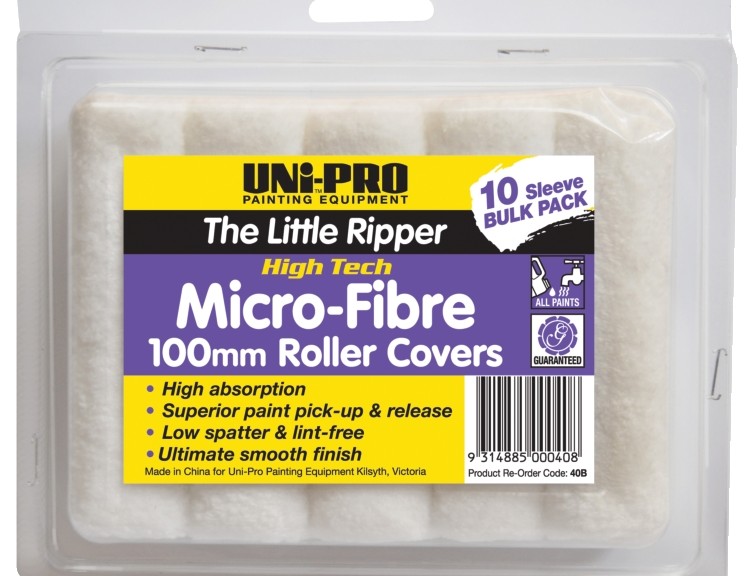 UNi-PRO
TM
PAINTING EQUIPMENT
10 Sleeve
BULK PACK
The Little Ripper
High Tech
Micro-Fibre
100mm Roller Covers
ALL PAINTS
G
GUARANTEED
• High absorption
• Superior paint pick-up & release
• Low spatter & lint-free
• Ultimate smooth finish
Made in China for Uni-Pro Painting Equipment Kilsyth, Victoria
9 314885 000408
Product Re-Order Code: 40B